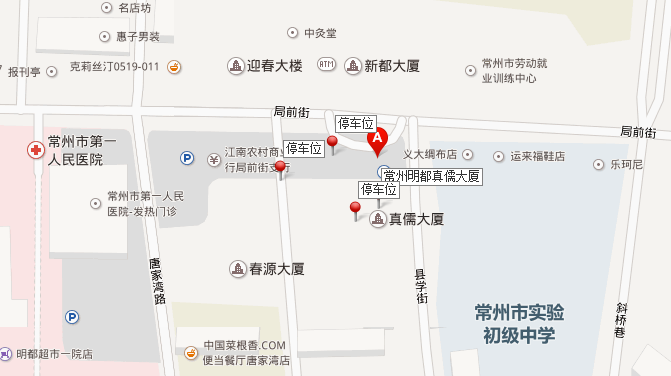 名店坊
惠子男装
中灸堂
克莉丝汀0519-011
报刊亭
迎春大楼
ATM
新都大厦
常州市劳动就
业训练中心
局前街
停车位
A
局前街
常州市第一
人民医院
P
¥
江南农村商业
行局前街支行
停车位
义大绸布店
运来福鞋店
乐珂尼
常州明都真儒大厦
停车位
常州市第一人民
医院-发热门诊
真儒大厦
春源大厦
唐家湾路
县学街
常州市实验
初级中学
斜桥巷
P
明都超市一院店
中国菜根香.COM
便当餐厅唐家湾店